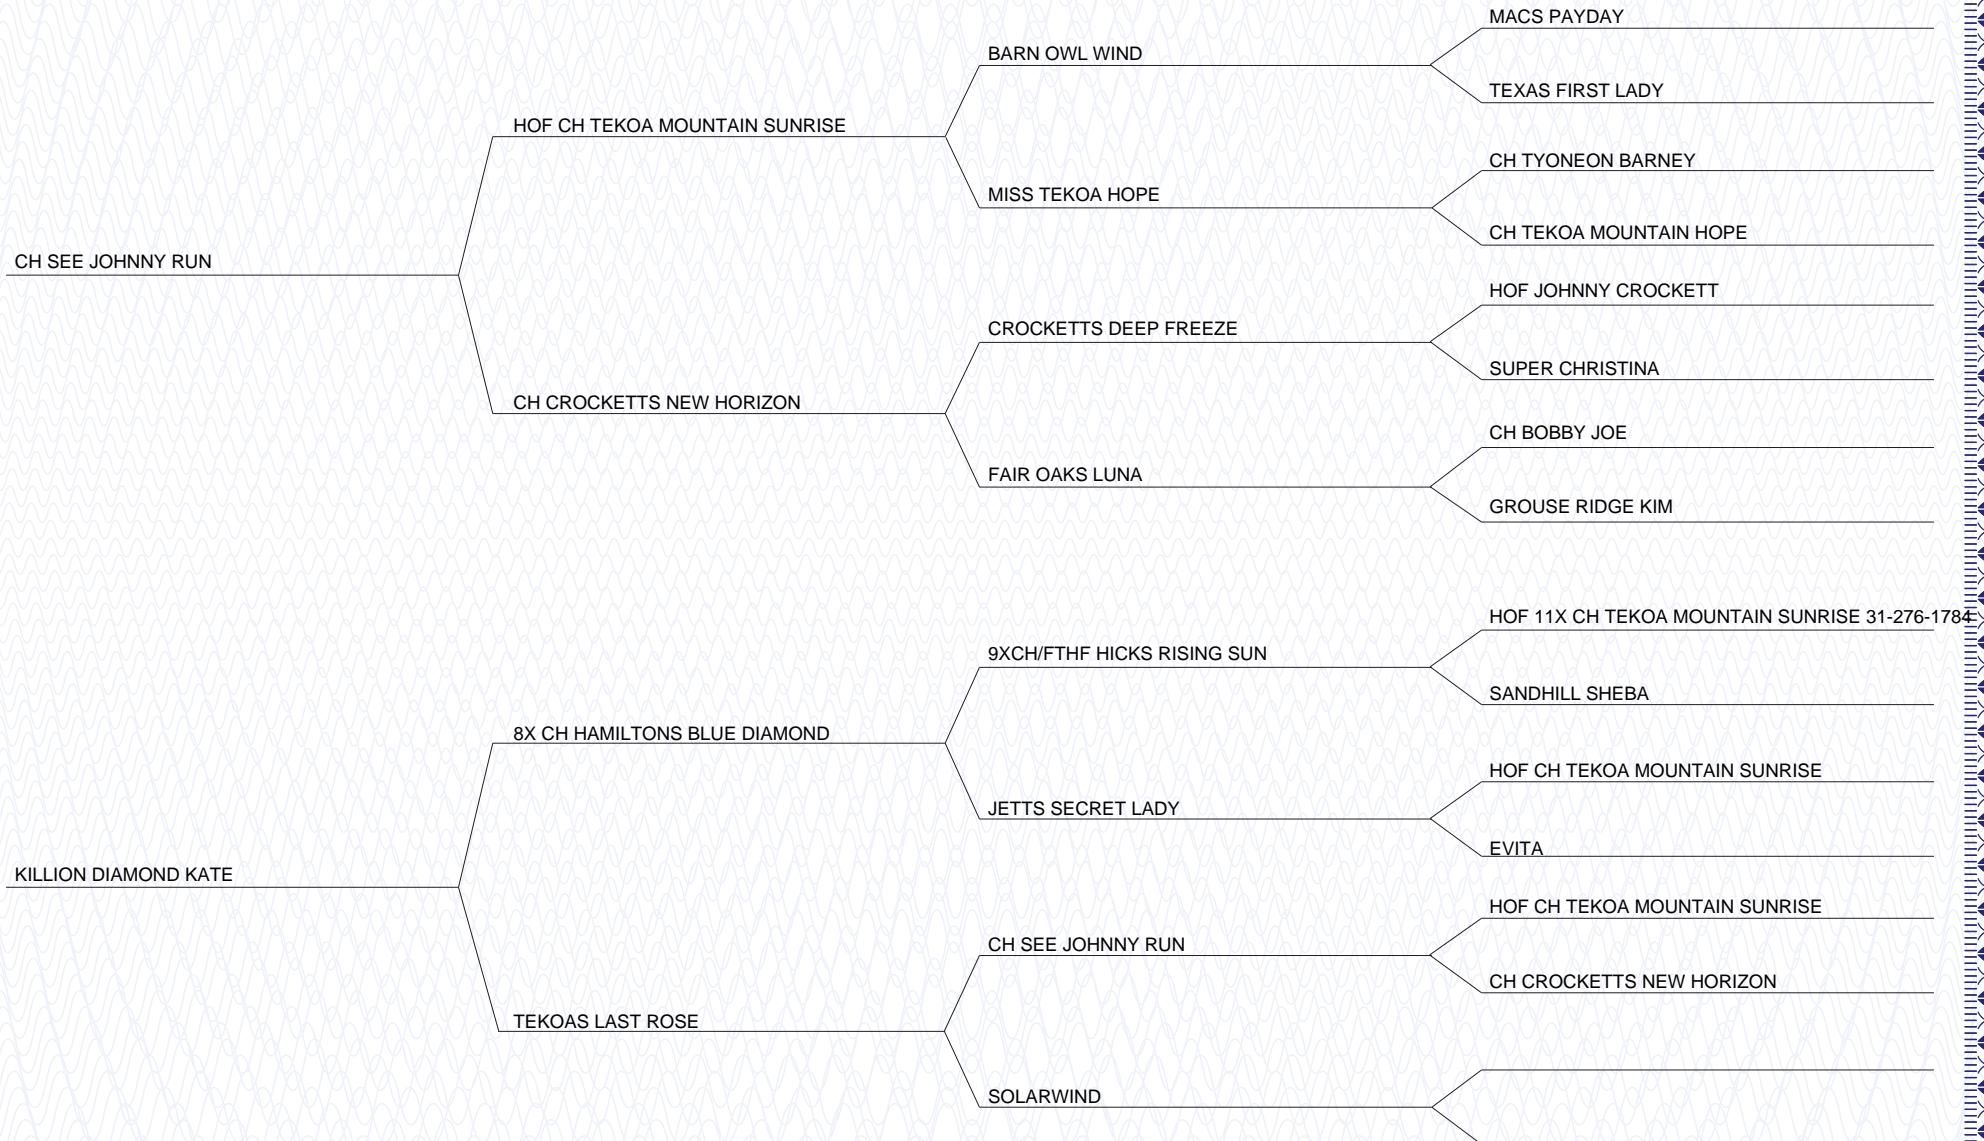 MACS PAYDAY
BARN OWL WIND
TEXAS FIRST LADY
HOF CH TEKOA MOUNTAIN SUNRISE
CH TYONEON BARNEY
MISS TEKOA HOPE
CH TEKOA MOUNTAIN HOPE
CH SEE JOHNNY RUN
HOF JOHNNY CROCKETT
CROCKETTS DEEP FREEZE
SUPER CHRISTINA
CH CROCKETTS NEW HORIZON
CH BOBBY JOE
FAIR OAKS LUNA
GROUSE RIDGE KIM
HOF 11X CH TEKOA MOUNTAIN SUNRISE 31-276-1784
9XCH/FTHF HICKS RISING SUN
SANDHILL SHEBA
8X CH HAMILTONS BLUE DIAMOND
HOF CH TEKOA MOUNTAIN SUNRISE
JETTS SECRET LADY
EVITA
KILLION DIAMOND KATE
HOF CH TEKOA MOUNTAIN SUNRISE
CH SEE JOHNNY RUN
CH CROCKETTS NEW HORIZON
TEKOAS LAST ROSE
SOLARWIND